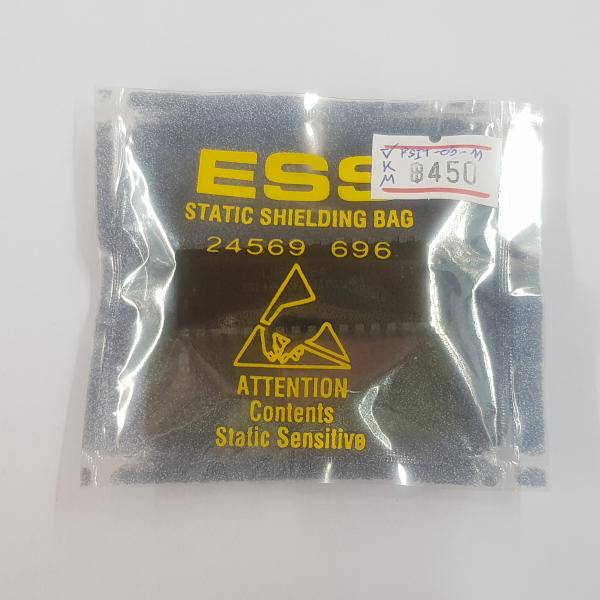 ESS
STATIC SHIELDING BAG
24569 696
ATTENTION
Contents
Static Sensitive
V
K
M
฿450